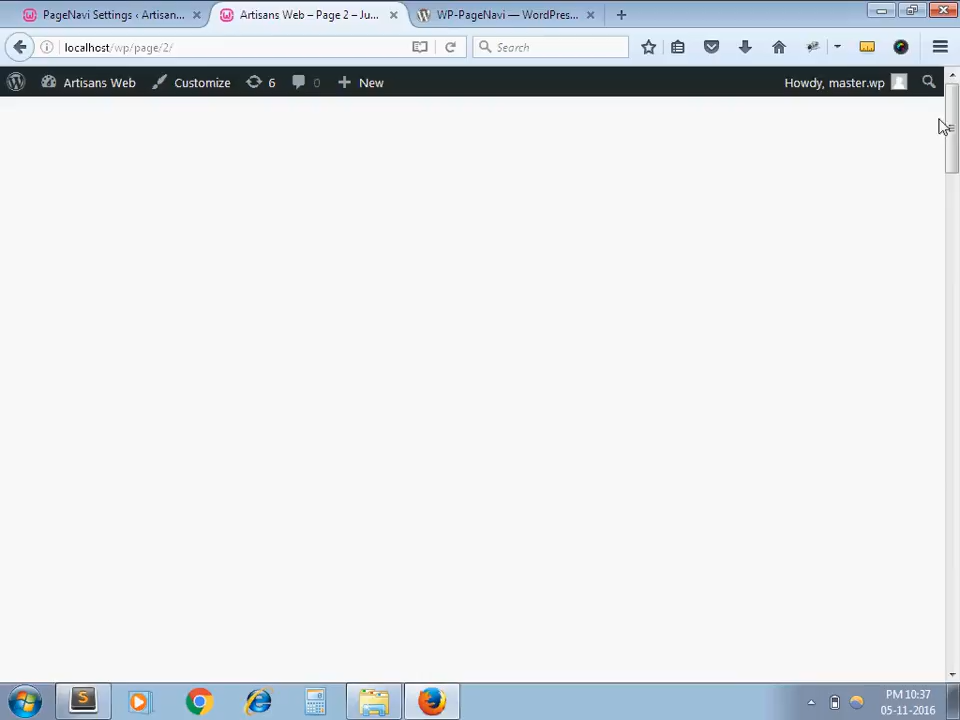 PageNavi Settings ‹ Artisan...
Artisans Web – Page 2 – Ju...
WP-PageNavi — WordPres...
localhost/wp/page/2/
Search
Artisans Web
Customize
6
0
New
Howdy, master.wp
PM 10:37
05-11-2016